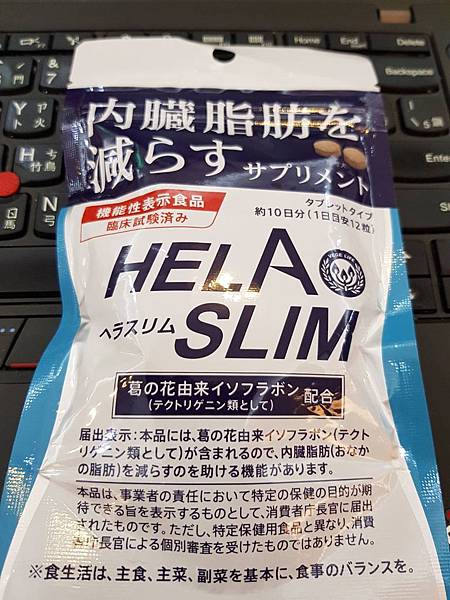 Home
End
Delete
Backspace
Enter
内臓脂肪を
減らす サプリメント
機能性表示食品
臨床試験済み
タブレットタイプ
約10日分(1日目安12粒)
HELA
VEGE LIFE
ヘラスリム SLIM
葛の花由来イソフラボン
(テクトリゲニン類として)
配合
届出表示:本品には、葛の花由来イソフラボン(テクト
リゲニン類として)が含まれるので、内臓脂肪(おなか
の脂肪)を減らすのを助ける機能があります。
本品は、事業者の責任において特定の保健の目的が期
待できる旨を表示するものとして、消費者庁長官に届出
されたものです。ただし、特定保健用食品と異なり、消費
者庁長官による個別審査を受けたものではありません。
※食生活は、主食、主菜、副菜を基本に、食事のバランスを。